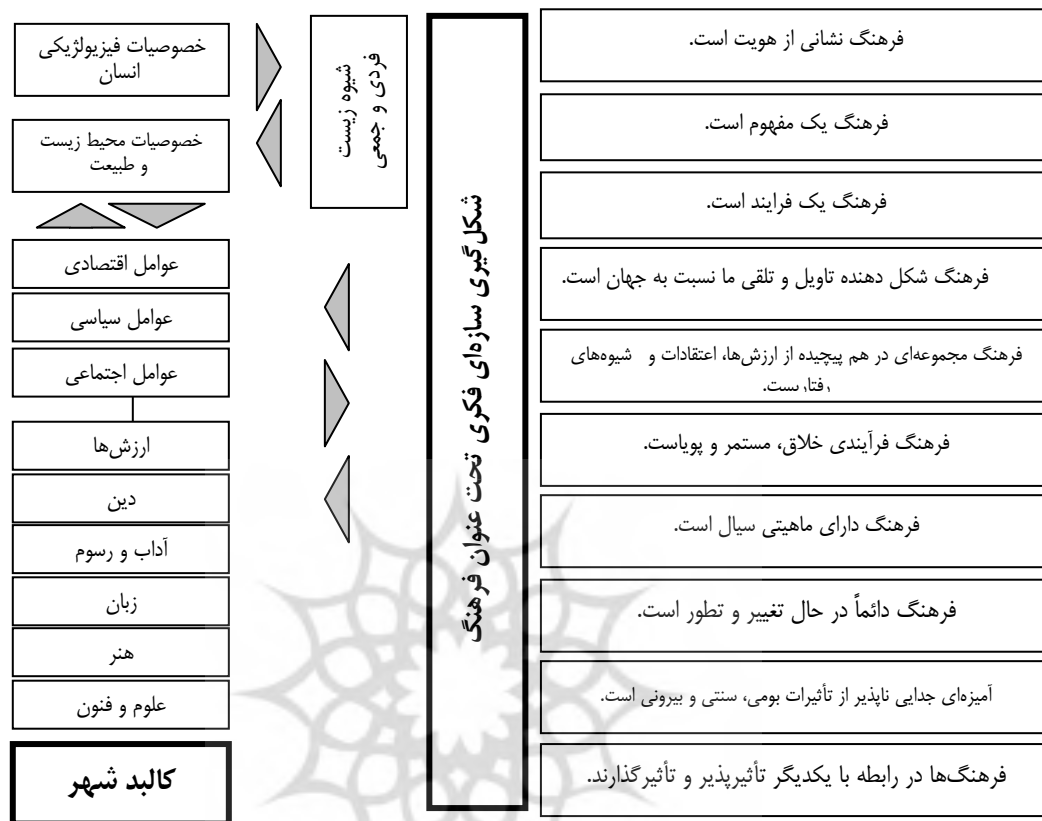 فرهنگ نشانی از هویت است.
فرهنگ یک مفهوم است.
فرهنگ یک فرایند است.
فرهنگ شکل دهنده تاویل و تلقی ما نسبت به جهان است.
فرهنگ مجموعه‌ای در هم پیچیده از ارزش‌ها، اعتقادات و شیوه‌های
رفتاریست.
فرهنگ فرآیندی خلاق، مستمر و پویاست.
فرهنگ دارای ماهیتی سیال است.
فرهنگ دائماً در حال تغییر و تطور است.
آمیزه‌ای جدایی ناپذیر از تأثیرات بومی، سنتی و بیرونی است.
فرهنگ‌ها در رابطه با یکدیگر تأثیرپذیر و تأثیرگذارند.
شکل‌گیری سازه‌ای فکری تحت عنوان فرهنگ
شیوه زیست
فردی و جمعی
خصوصیات فیزیولژیکی
انسان
خصوصیات محیط زیست
و طبیعت
عوامل اقتصادی
عوامل سیاسی
عوامل اجتماعی
ارزش‌ها
دین
آداب و رسوم
زبان
هنر
علوم و فنون
کالبد شهر